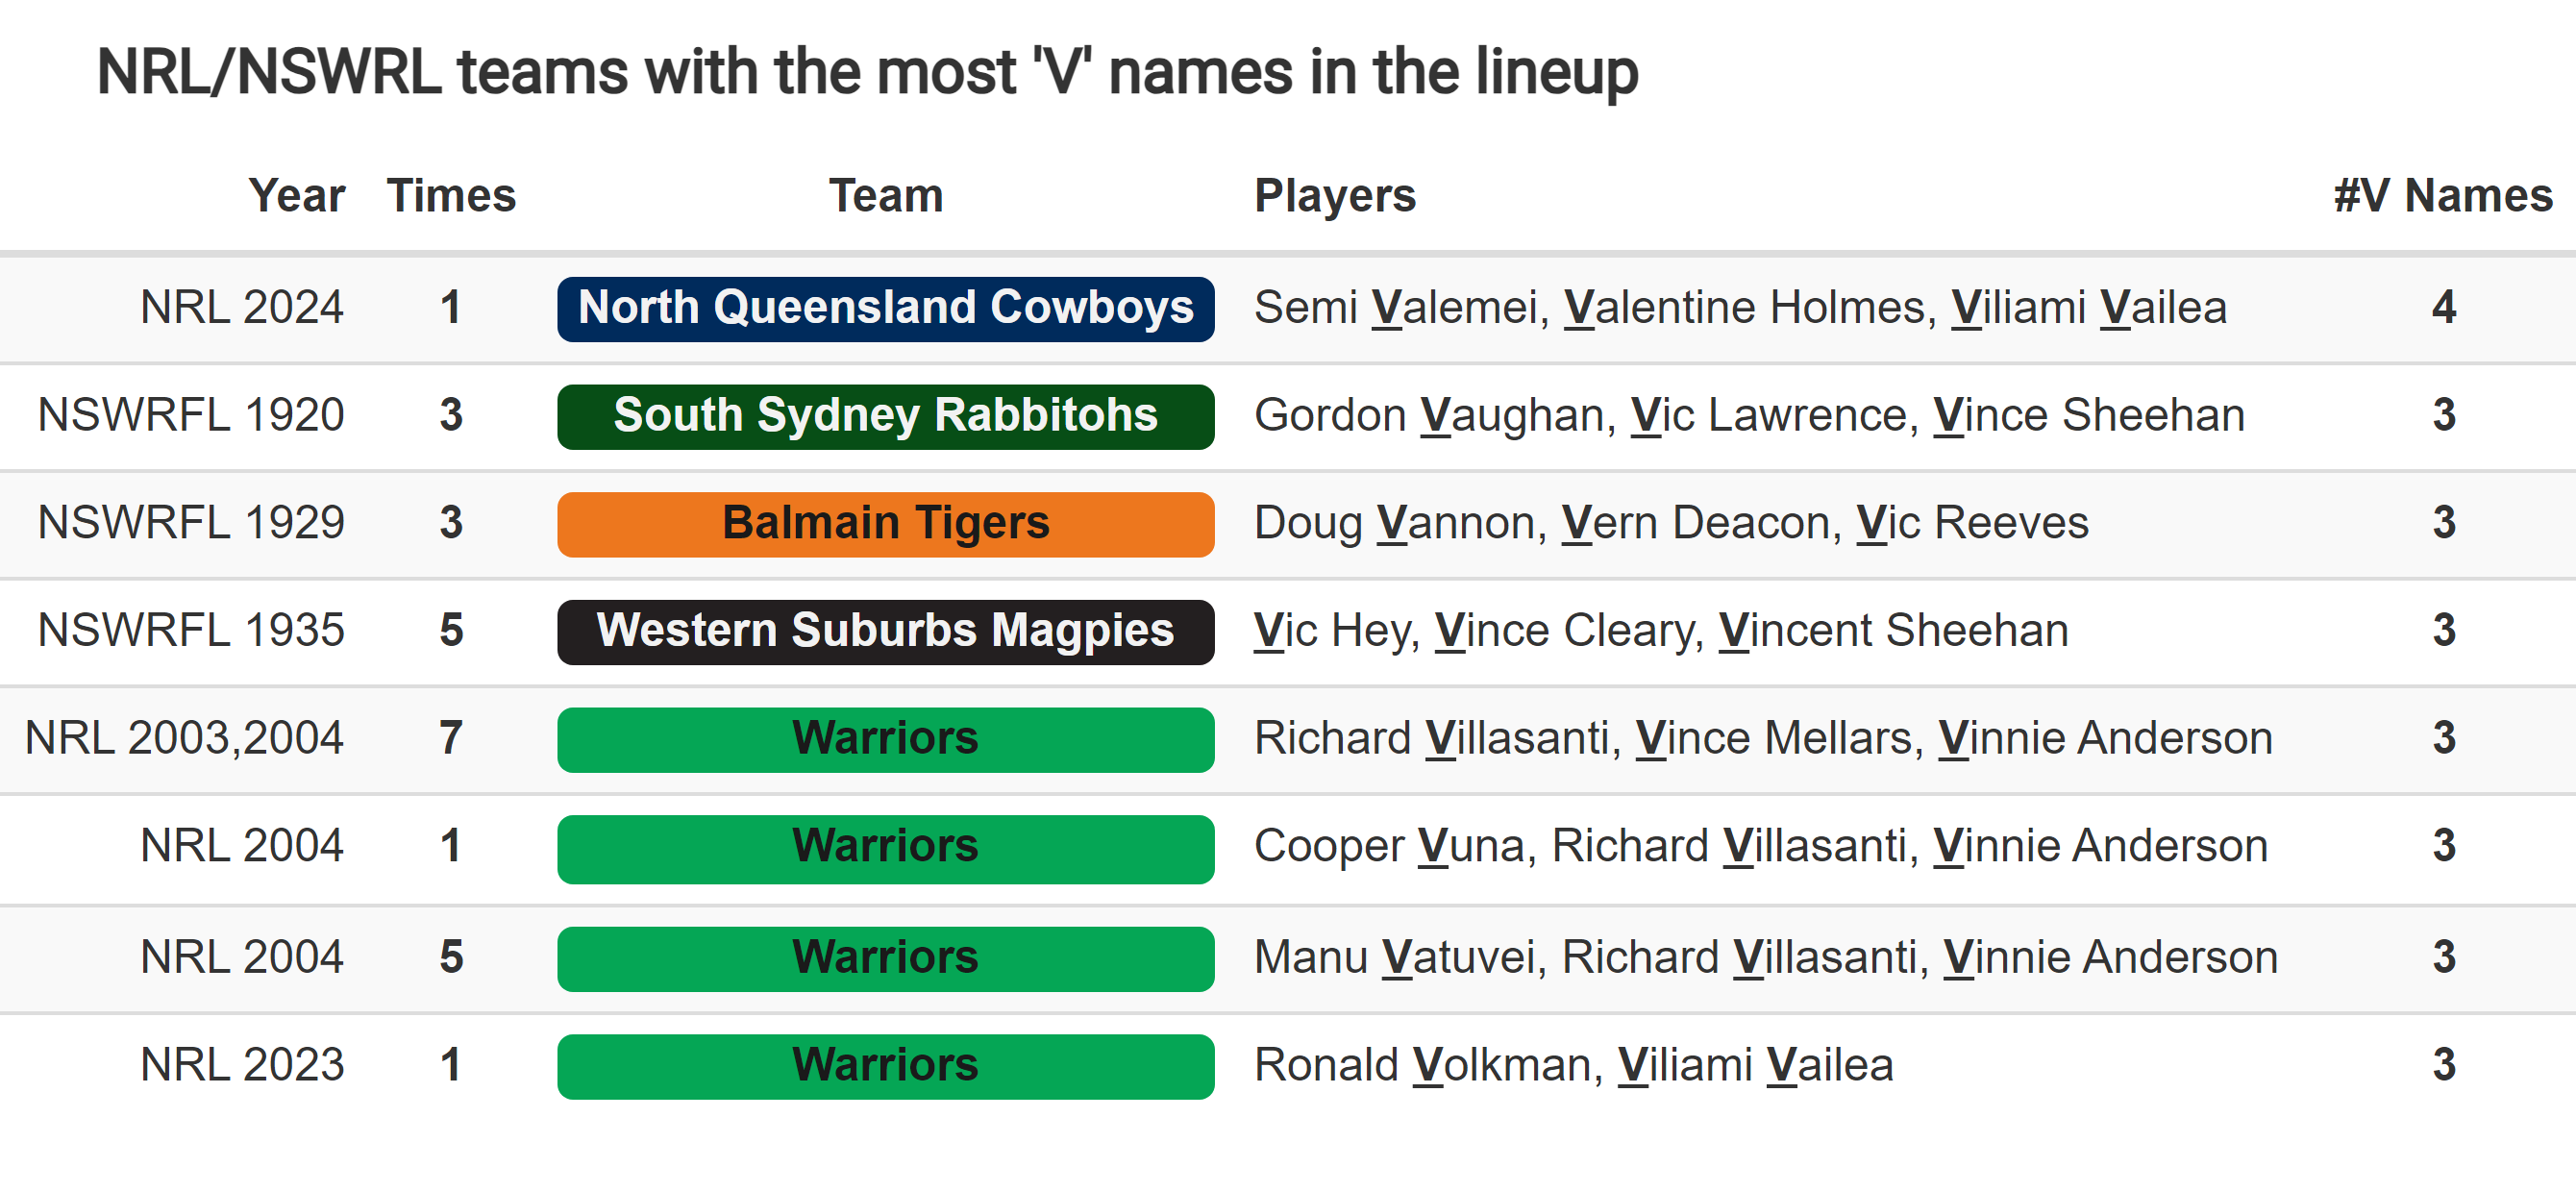 NRL/NSWRL teams with the most 'V' names in the lineup
Year Times Team Players #V Names
NRL 2024 1 North Queensland Cowboys Semi Valemei, Valentine Holmes, Viliami Vailea 4
NSWRFL 1920 3 South Sydney Rabbitohs Gordon Vaughan, Vic Lawrence, Vince Sheehan 3
NSWRFL 1929 3 Balmain Tigers Doug Vannon, Vern Deacon, Vic Reeves 3
NSWRFL 1935 5 Western Suburbs Magpies Vic Hey, Vince Cleary, Vincent Sheehan 3
NRL 2003,2004 7 Warriors Richard Villasanti, Vince Mellars, Vinnie Anderson 3
NRL 2004 1 Warriors Cooper Vuna, Richard Villasanti, Vinnie Anderson 3
NRL 2004 5 Warriors Manu Vatuvei, Richard Villasanti, Vinnie Anderson 3
NRL 2023 1 Warriors Ronald Volkman, Viliami Vailea 3